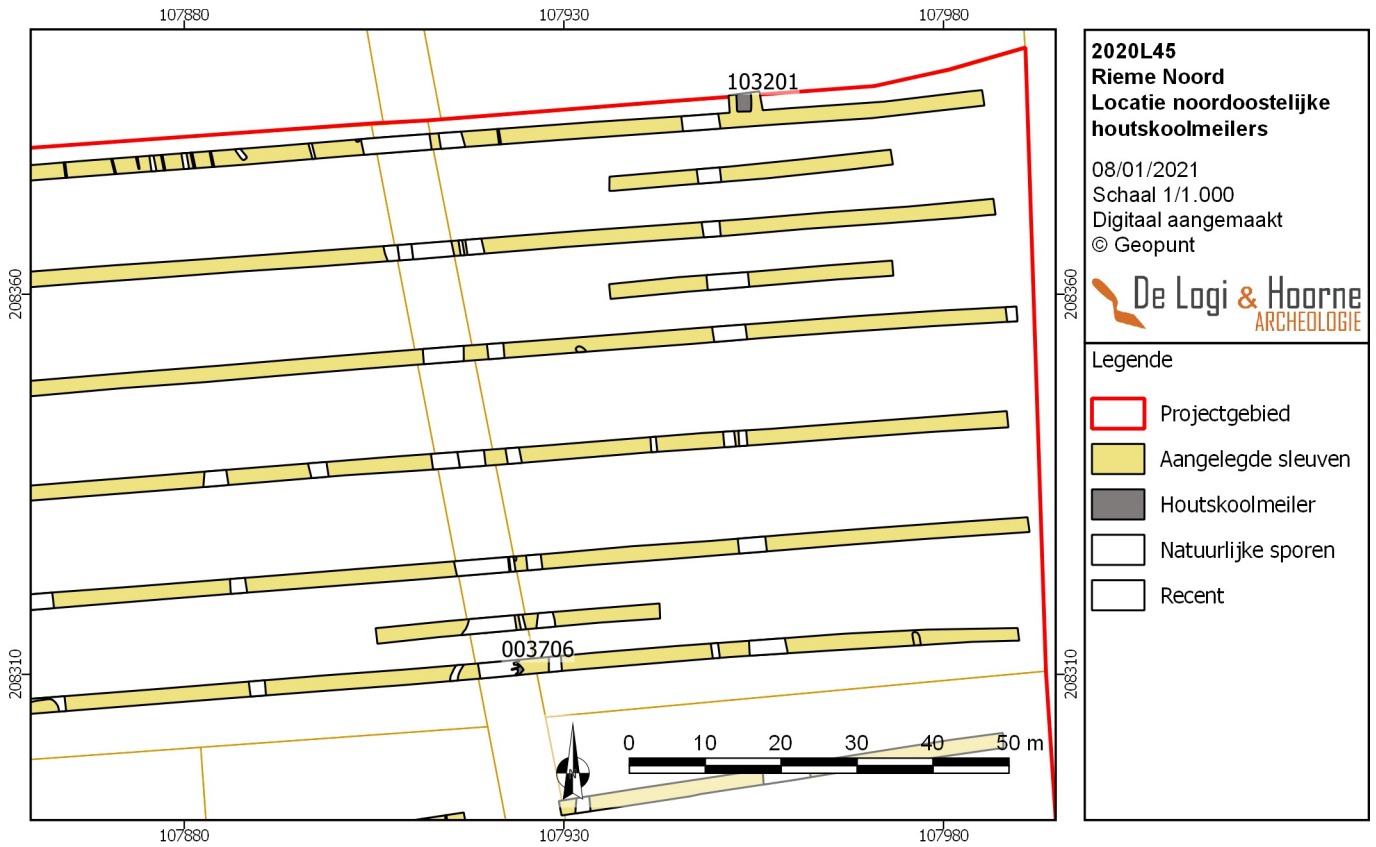 107880 107930 107980
103201
208360 208360
208310 208310
003706
0 10 20 30 40 50 m
N
107880 107930 107980
2020L45
Rieme Noord
Locatie noordoostelijke
houtskoolmeilers
08/01/2021
Schaal 1/1.000
Digitaal aangemaakt
© Geopunt
De Logi & Hoorne
ARCHEOLOGIE
Legende
Projectgebied
Aangelegde sleuven
Houtskoolmeiler
Natuurlijke sporen
Recent